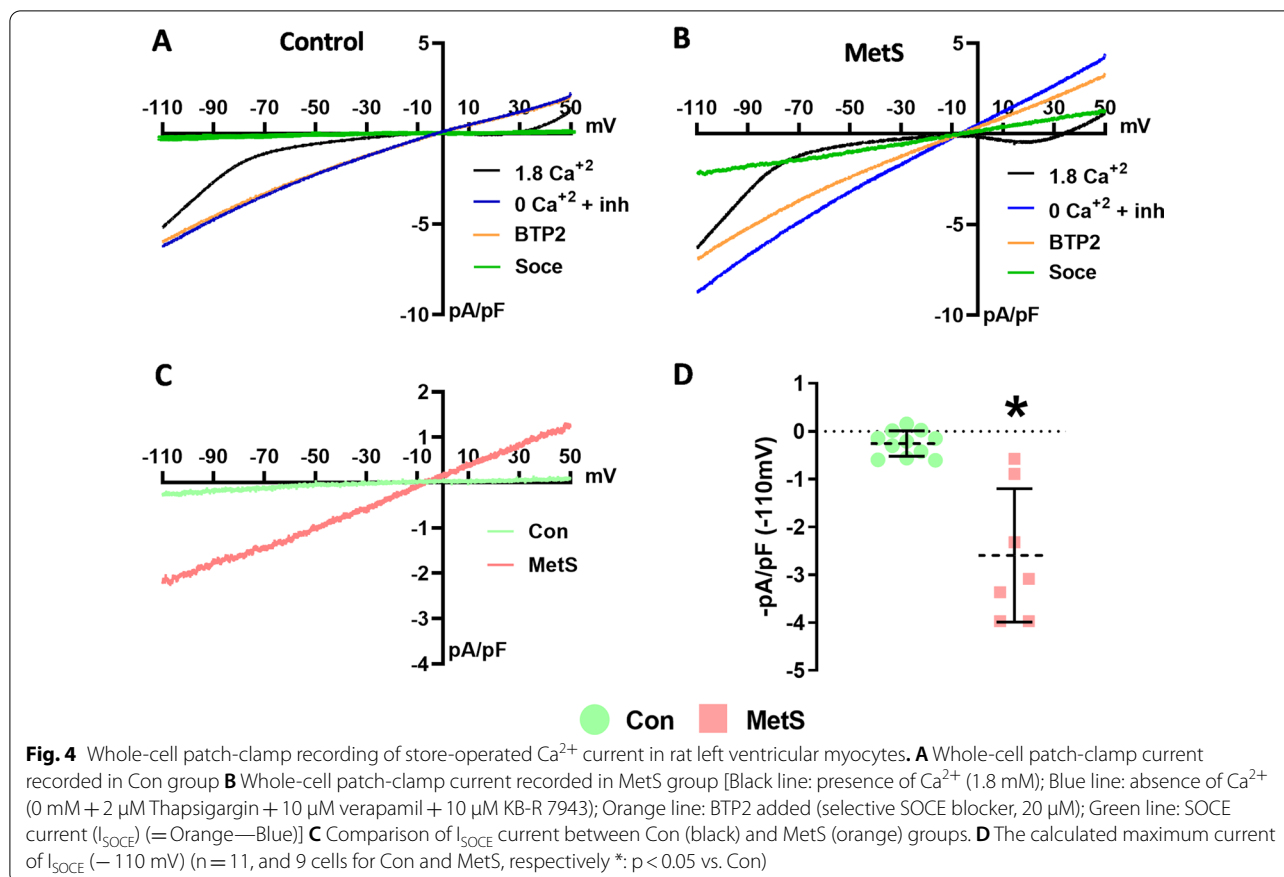 A
Control
5
-110 -90 -70 -50 -30 -10 10 30 50
mV
1.8 Ca+2
0 Ca+2 + inh
BTP2
Soce
-5
-10
pA/pF
B
MetS
5
-110 -90 -70 -50 -30 -10 10 30 50
mV
1.8 Ca+2
0 Ca+2 + inh
BTP2
Soce
-5
-10
pA/pF
C
2
1
-110 -90 -70 -50 -30 -10 10 30 50
mV
-1
-2
-3
-4
Con
MetS
pA/pF
D
-pA/pF (-110mV)
1
0
-1
-2
-3
-4
-5
*
Con MetS
Fig. 4 Whole-cell patch-clamp recording of store-operated Ca2+ current in rat left ventricular myocytes. A Whole-cell patch-clamp current
recorded in Con group B Whole-cell patch-clamp current recorded in MetS group [Black line: presence of Ca2+ (1.8 mM); Blue line: absence of Ca2+
(0 mM + 2 µM Thapsigargin + 10 µM verapamil + 10 µM KB-R 7943); Orange line: BTP2 added (selective SOCE blocker, 20 µM); Green line: SOCE
current (ISOCE) (= Orange—Blue)] C Comparison of ISOCE current between Con (black) and MetS (orange) groups. D The calculated maximum current
of ISOCE (− 110 mV) (n = 11, and 9 cells for Con and MetS, respectively *: p < 0.05 vs. Con)